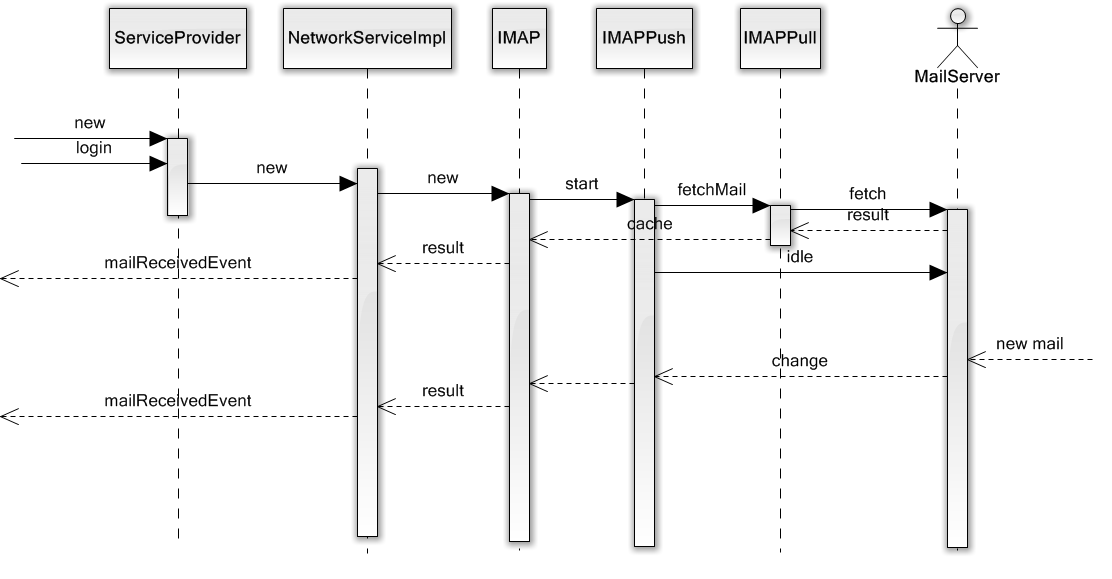 ServiceProvider
NetworkServiceImpl
IMAP
IMAPPush
IMAPPull
MailServer
new
login
new
new
start
fetchMail
fetch
result
cache
result
mailReceivedEvent
idle
new mail
change
result
mailReceivedEvent